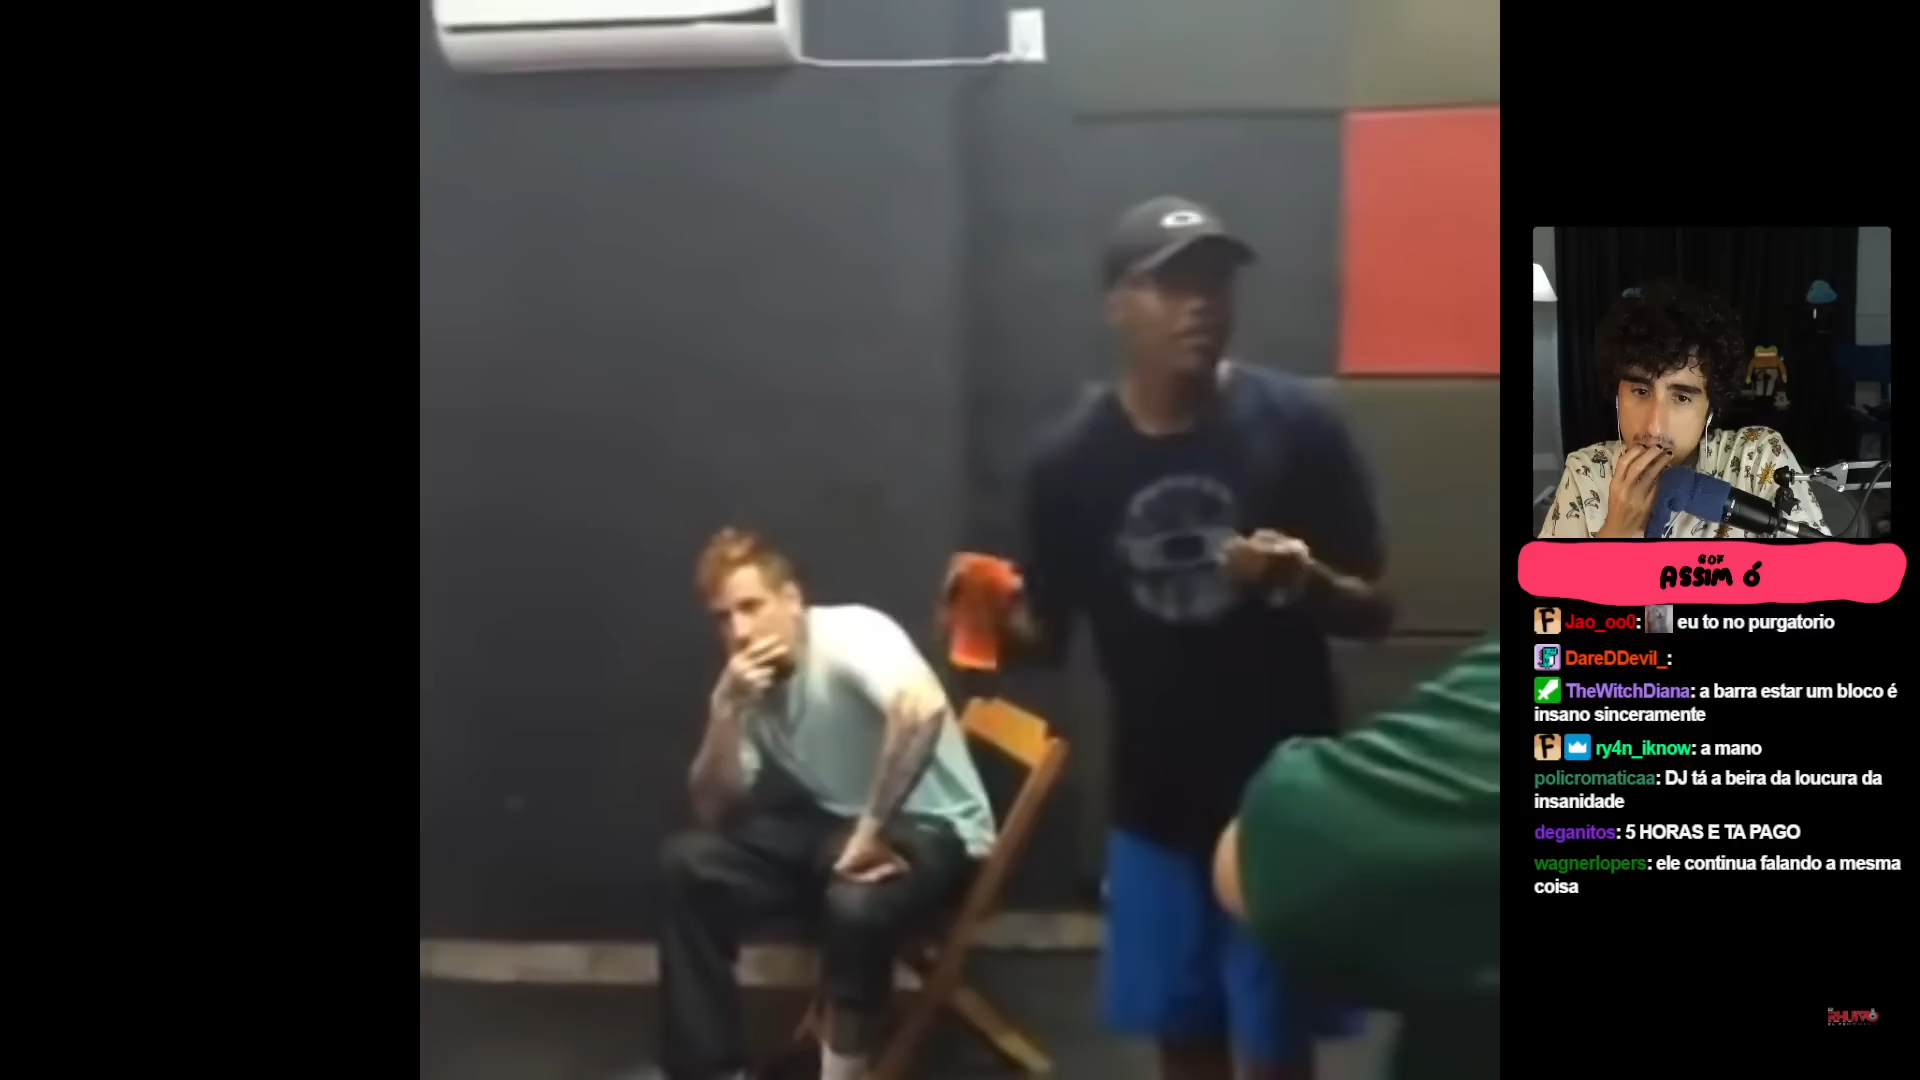 GOF
ASSIM Ó
Jao_oo0: eu to no purgatorio
DareDDevil_:
TheWitchDiana: a barra estar um bloco é
insano sinceramente
ry4n_iknow: a mano
policromaticaa: DJ tá a beira da loucura da
insanidade
deganitos: 5 HORAS E TA PAGO
wagnerlopers: ele continua falando a mesma
coisa